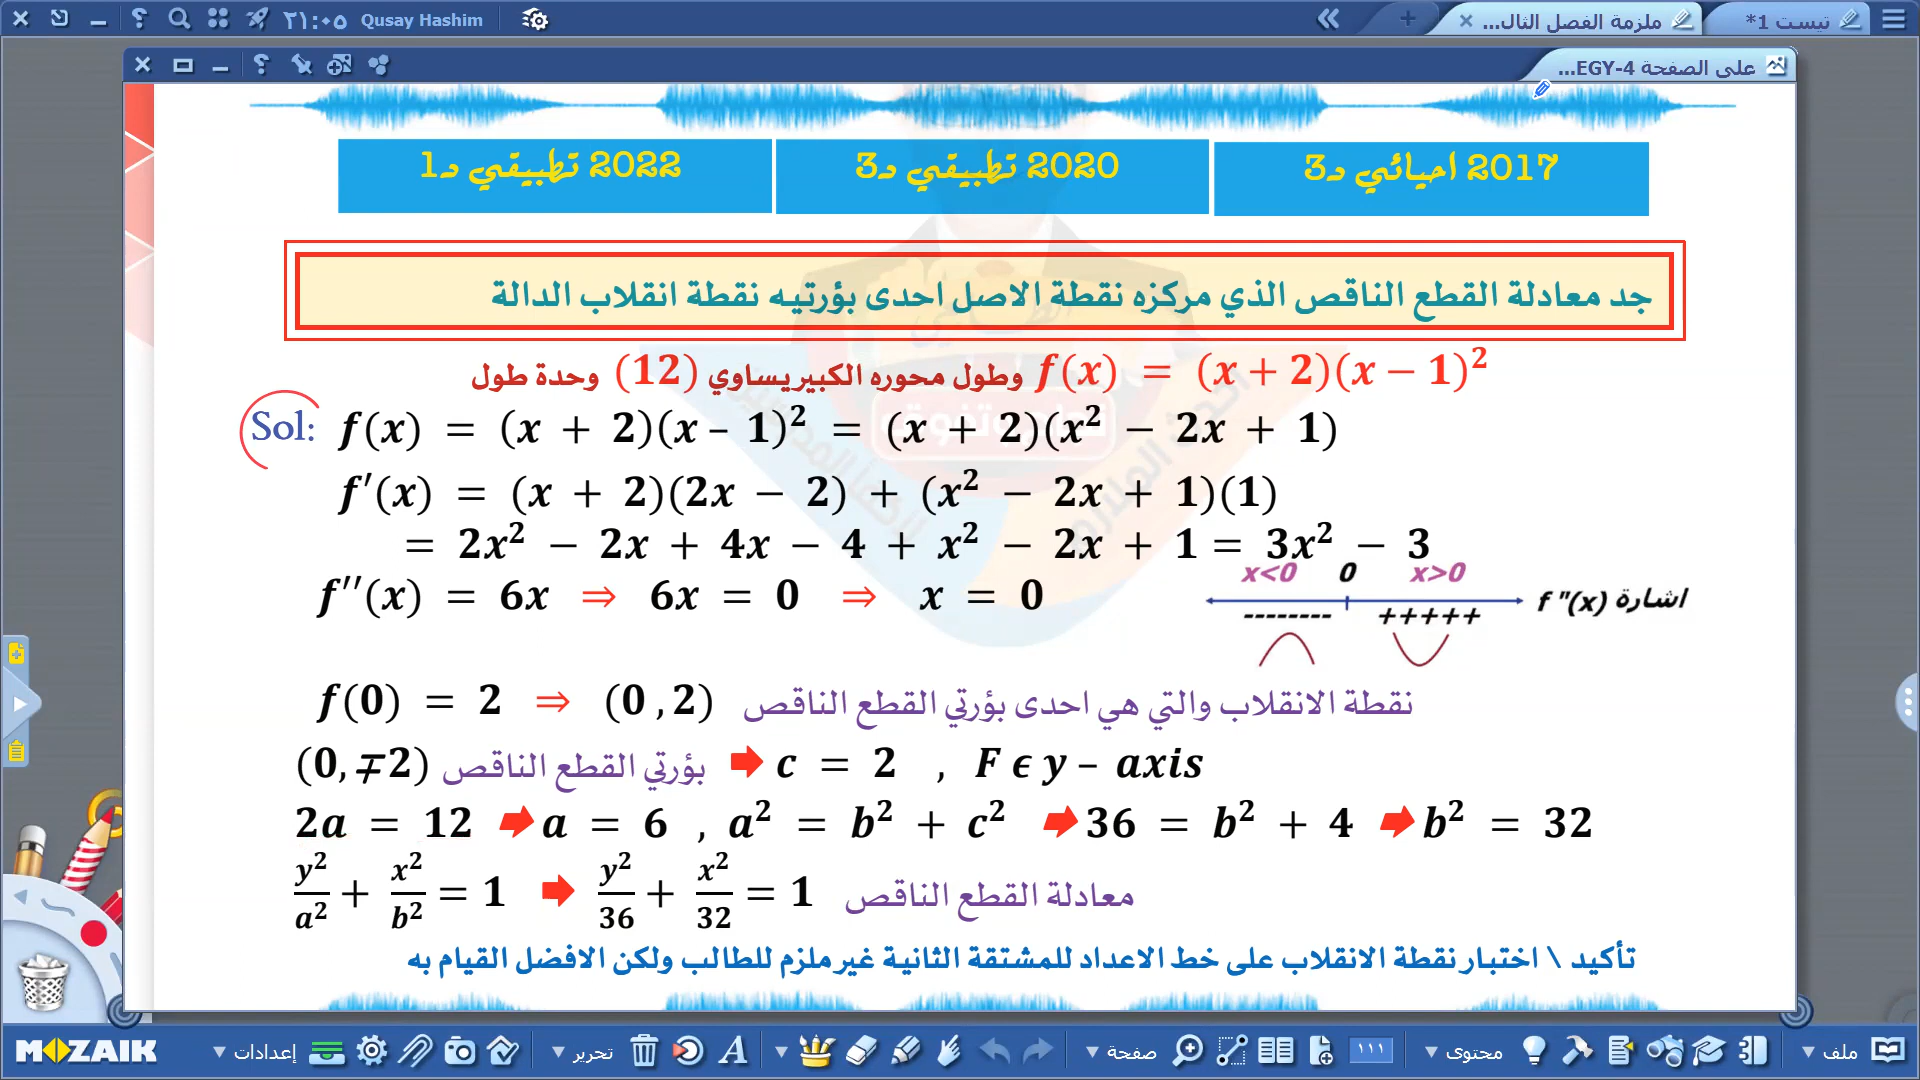 Qusay Hashim ٢١:٠٥
ملزمة الفصل الثال...
تيست 1*
على الصفحة EGY-4...
2017 احيائي د3
2020 تطبيقي د3
2022 تطبيقي د1
جد معادلة القطع الناقص الذي مركزه نقطة الاصل احدى بؤرتيه نقطة انقلاب الدالة
f(x) = (x + 2)(x − 1)² وطول محوره الكبير يساوي (12) وحدة طول
Sol: f(x) = (x + 2)(x – 1)² = (x + 2)(x² − 2x + 1)
f′(x) = (x + 2)(2x − 2) + (x² − 2x + 1)(1)
= 2x² − 2x + 4x − 4 + x² − 2x + 1 = 3x² − 3
x<0 0 x>0
f′′(x) = 6x ⇒ 6x = 0 ⇒ x = 0
اشارة f "(x)
-------- +++++
f(0) = 2 ⇒ (0 ,2) نقطة الانقلاب والتي هي احدى بؤرتي القطع الناقص
(0, ∓2) بؤرتي القطع الناقص ➡ c = 2 , F ϵ y – axis
2a = 12 ➡ a = 6 , a² = b² + c² ➡ 36 = b² + 4 ➡ b² = 32
y²/a² + x²/b² = 1 ➡ y²/36 + x²/32 = 1 معادلة القطع الناقص
تأكيد \ اختبار نقطة الانقلاب على خط الاعداد للمشتقة الثانية غير ملزم للطالب ولكن الافضل القيام به
MOZAIK
إعدادات
تحرير
صفحة
١١١
محتوى
ملف